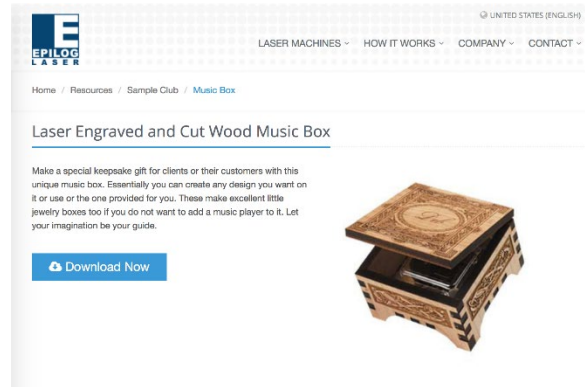 UNITED STATES (ENGLISH)
EPILOG
LASER
LASER MACHINES
HOW IT WORKS
COMPANY
CONTACT
Home / Resources / Sample Club / Music Box
Laser Engraved and Cut Wood Music Box
Make a special keepsake gift for clients or their customers with this
unique music box. Essentially you can create any design you want on
it or use or the one provided for you. These make excellent little
jewelry boxes too if you do not want to add a music player to it. Let
your imagination be your guide.
Download Now